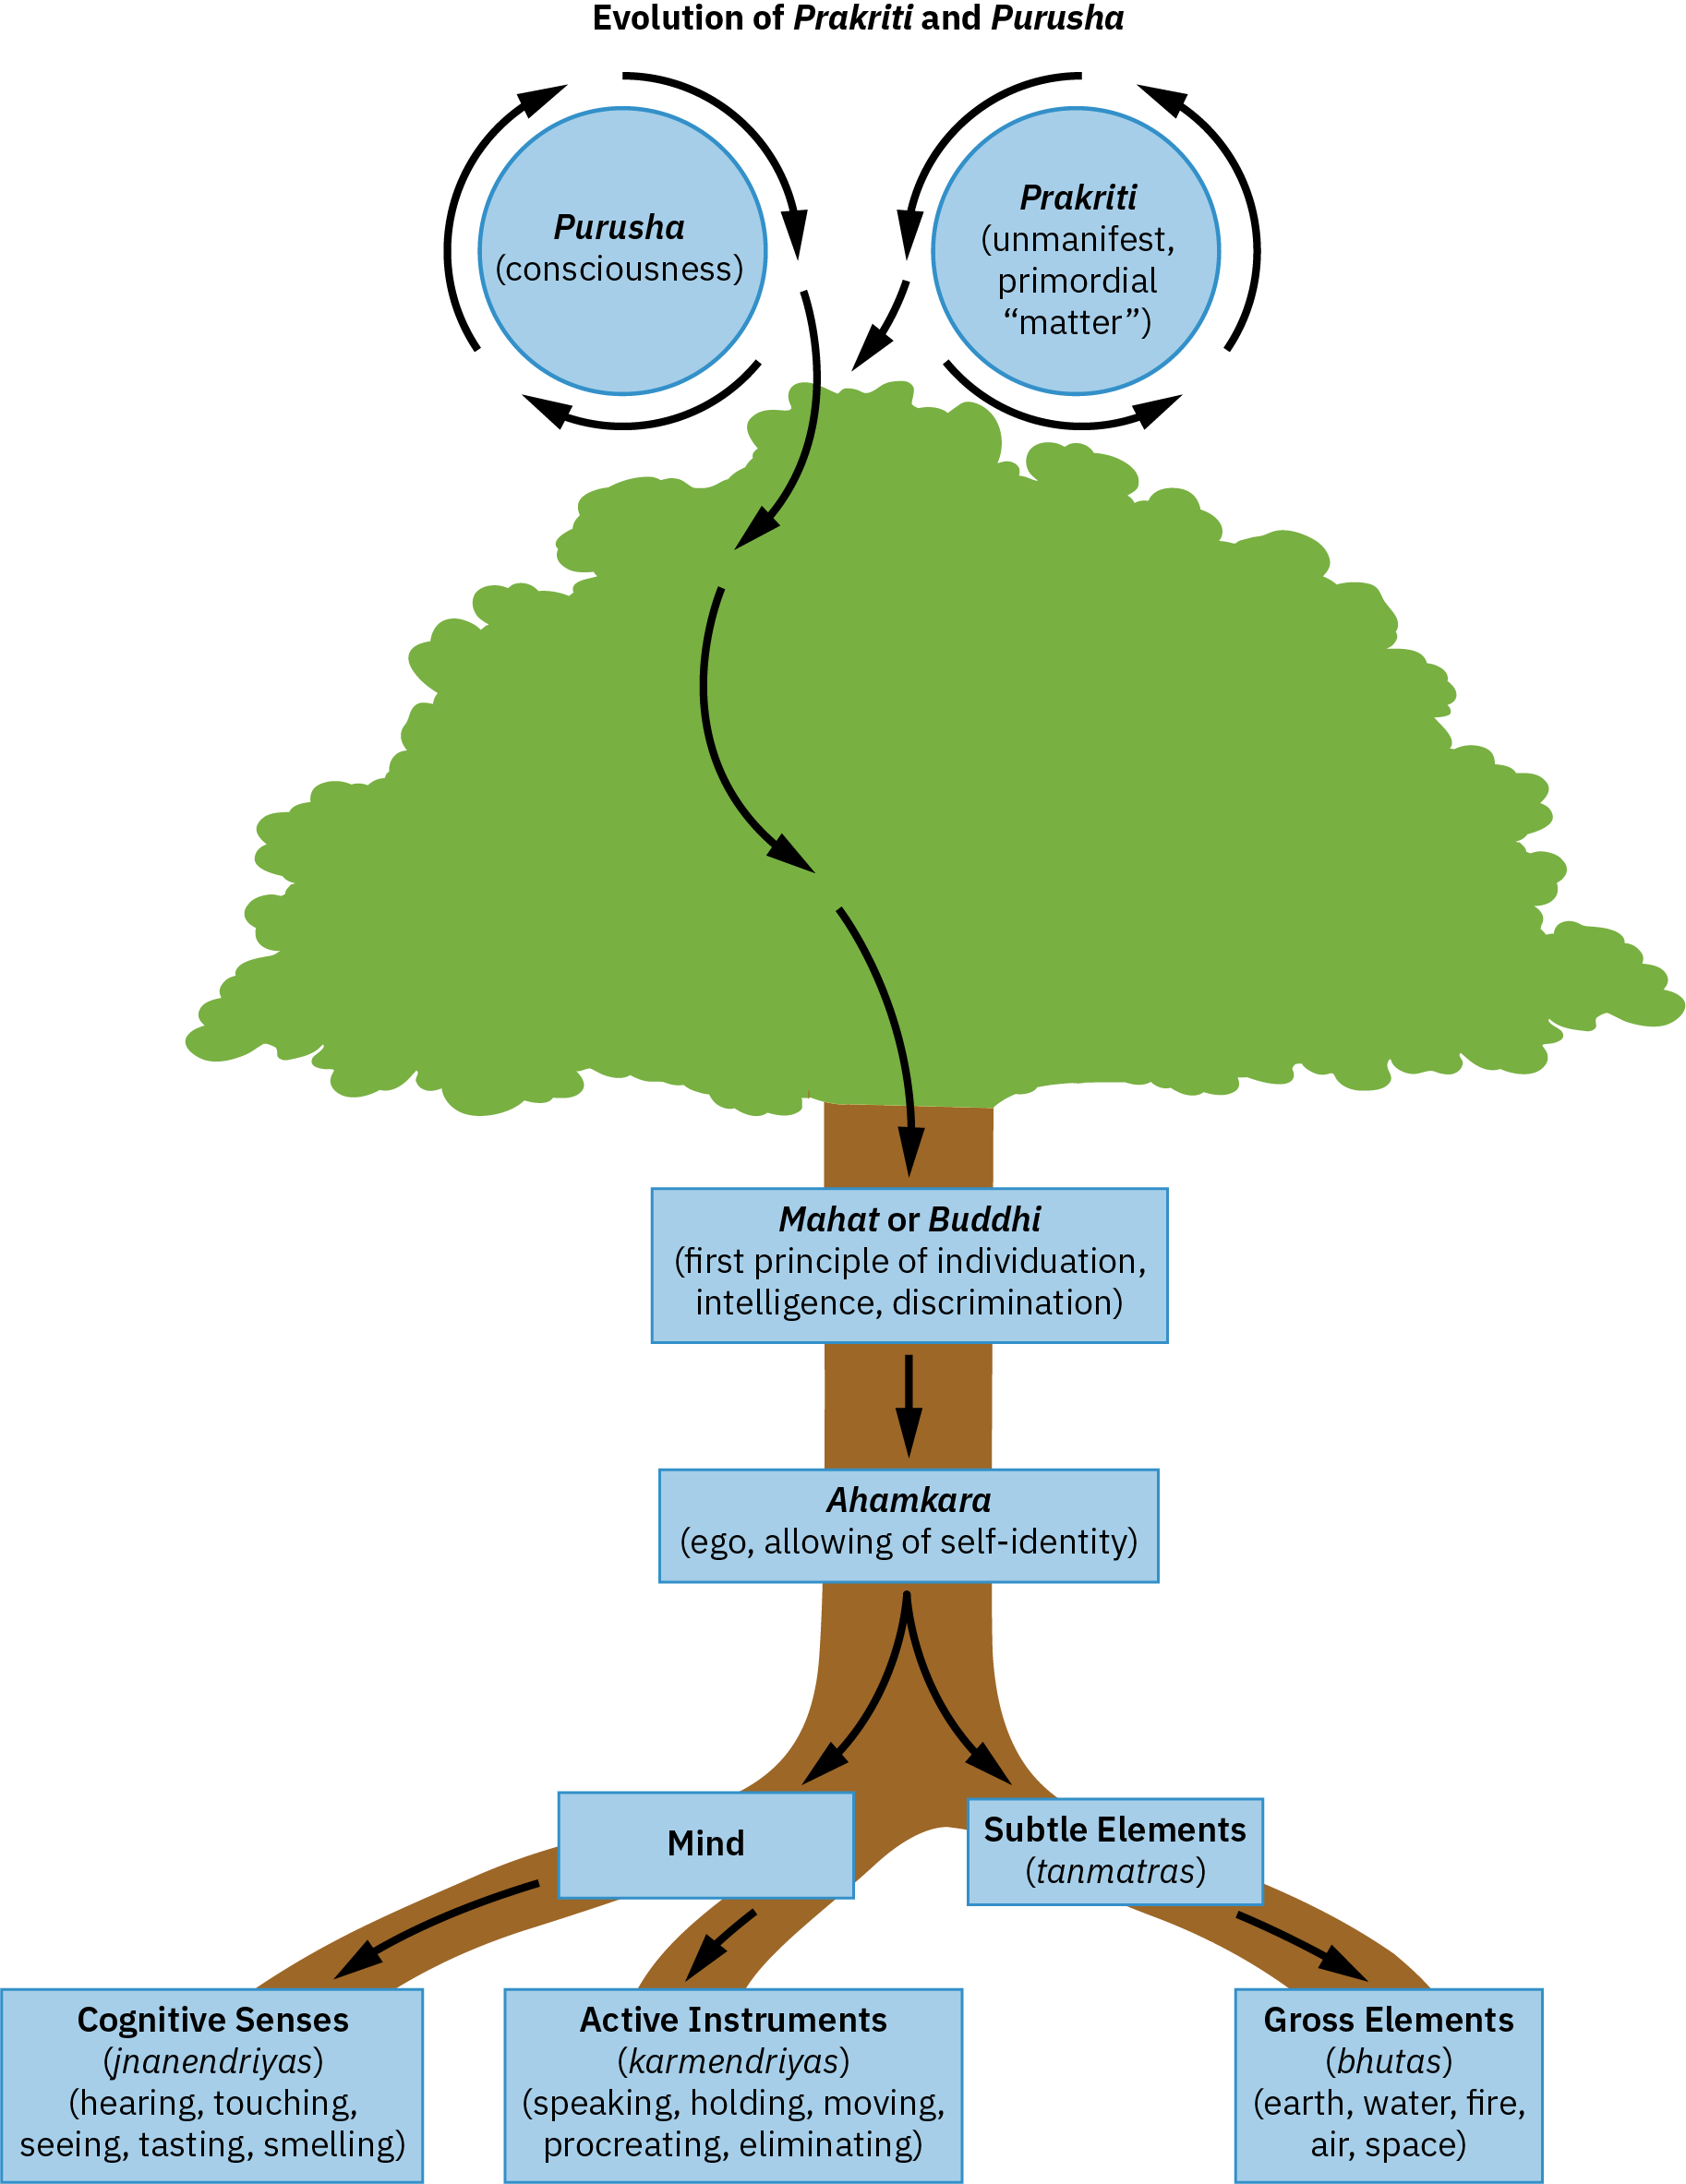 Evolution of Prakriti and Purusha
Purusha
(consciousness)
Prakriti
(unmanifest,
primordial
“matter”)
Mahat or Buddhi
(first principle of individuation,
intelligence, discrimination)
Ahamkara
(ego, allowing of self-identity)
Mind
Subtle Elements
(tanmatras)
Cognitive Senses
(jnanendriyas)
(hearing, touching,
seeing, tasting, smelling)
Active Instruments
(karmendriyas)
(speaking, holding, moving,
procreating, eliminating)
Gross Elements
(bhutas)
(earth, water, fire,
air, space)